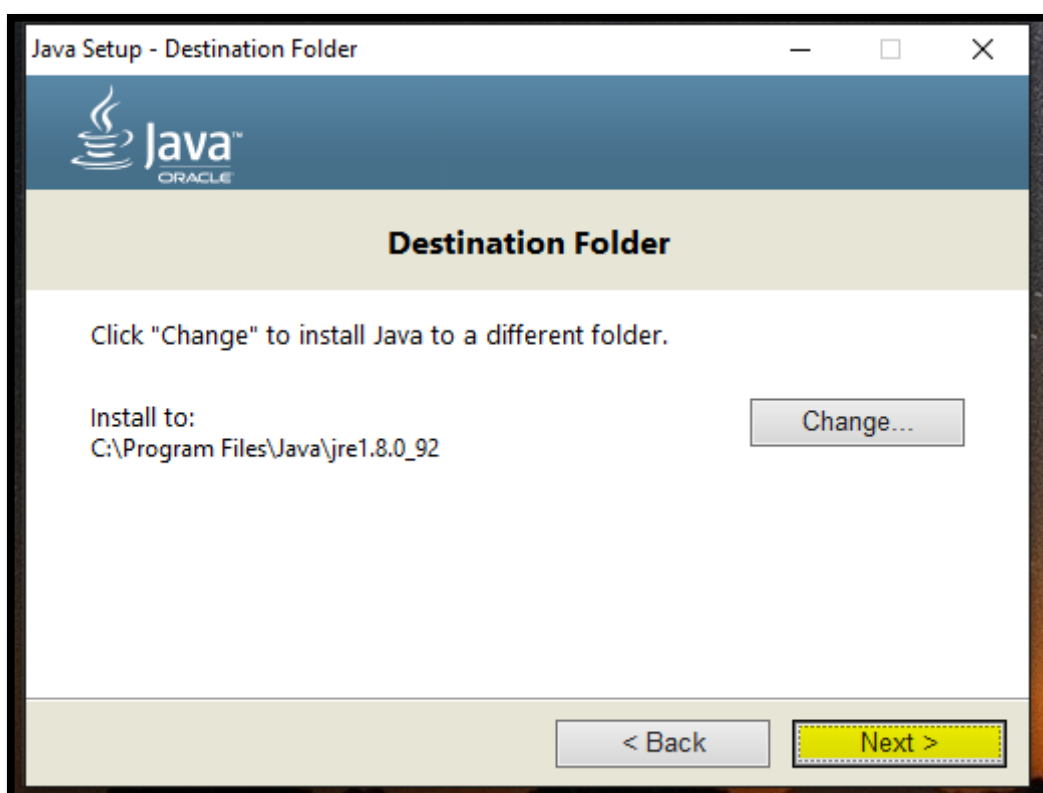 Java Setup - Destination Folder
Java™
ORACLE
Destination Folder
Click "Change" to install Java to a different folder.
Install to:
Change...
C:\Program Files\Java\jre1.8.0_92
< Back
Next >